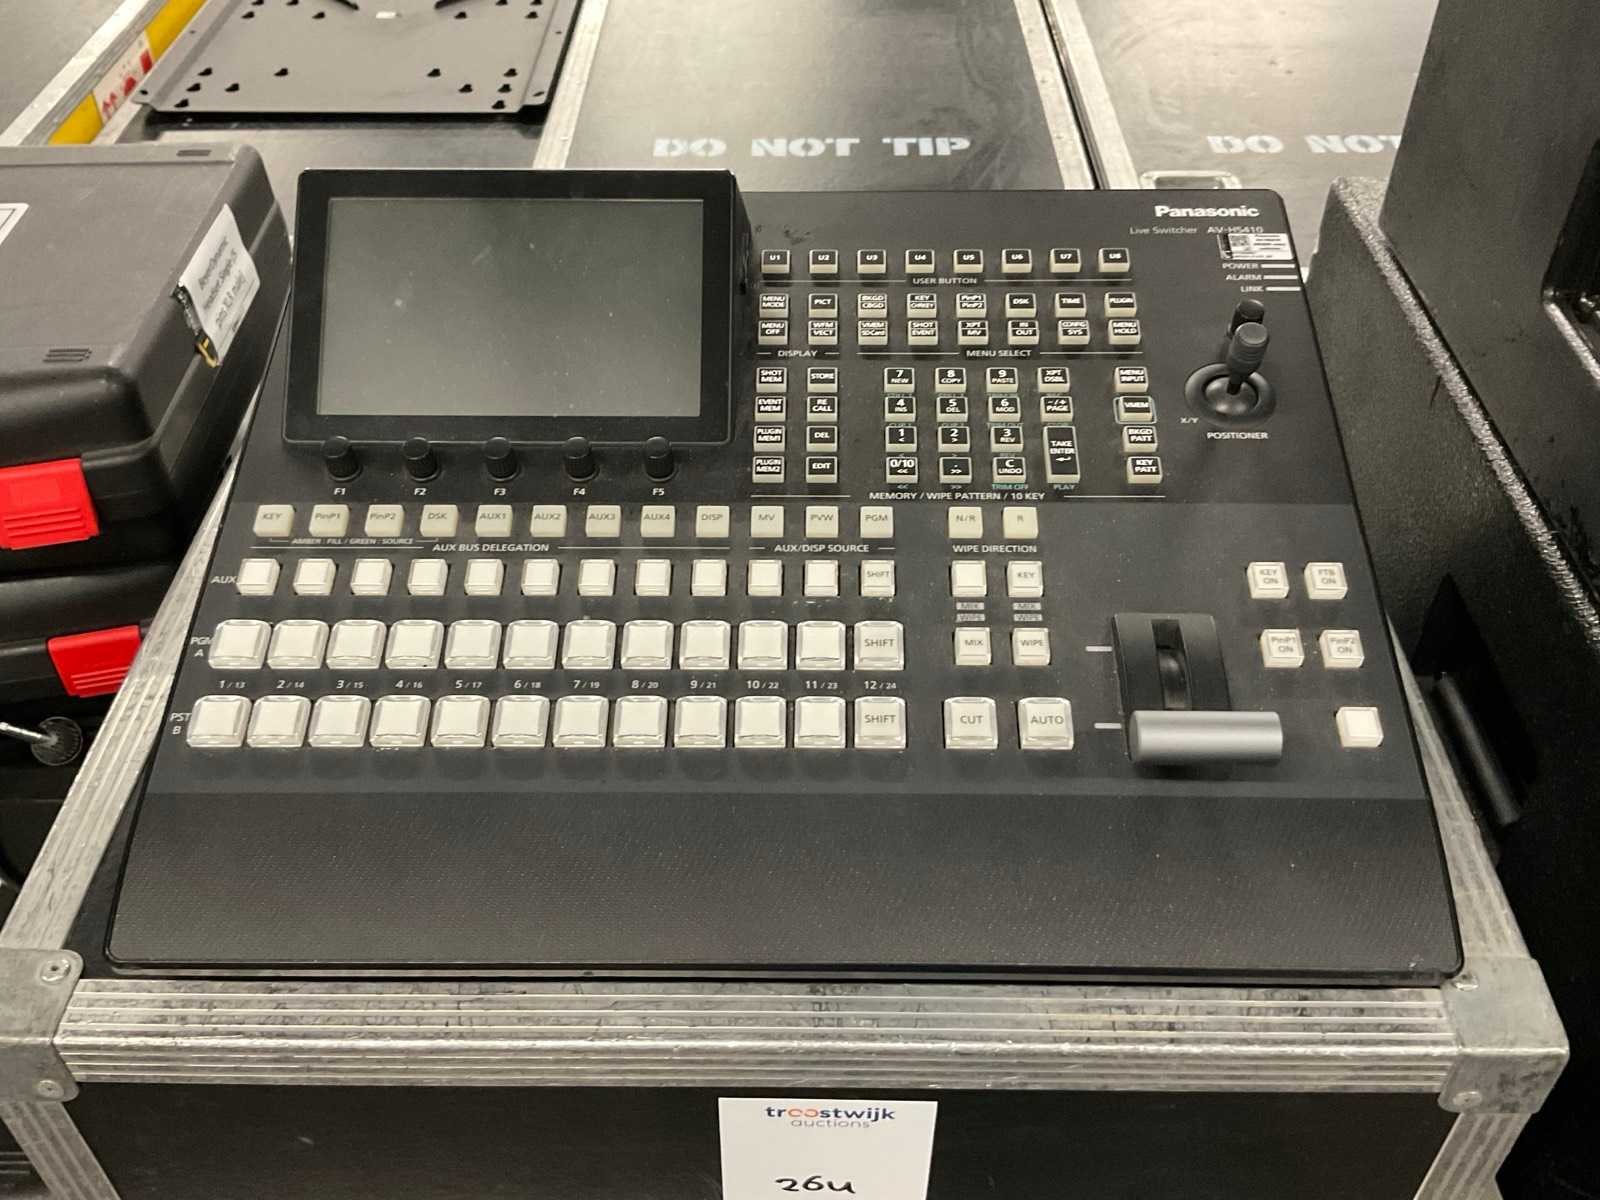 DO NOT TIP
DO NOT
Panasonic
Live Switcher AV-HS410
POWER
ALARM
LINK
U1 U2 U3 U4 U5 U6 U7 U8
USER BUTTON
MENU MODE PICT BKGD CBGD KEY CHRKEY PinP1 PinP2 DSK TIME PLUGIN
MENU OFF WFM VECT VMEM SD Card SHOT EVENT XPT MV IN OUT CONFIG SYS MENU HOLD
DISPLAY MENU SELECT
SHOT MEM STORE 7 NEW 8 COPY 9 PASTE XPT DSBL MENU INPUT
EVENT MEM RE CALL 4 INS 5 DEL 6 MOD -/+ PAGE VMEM
PLUGIN MEM1 DEL 1 < 2 > 3 REV TAKE ENTER BKGD PATT
PLUGIN MEM2 EDIT 0/10 << . >> C UNDO KEY PATT
TRIM OFF PLAY
MEMORY / WIPE PATTERN / 10 KEY
X/Y
POSITIONER
F1 F2 F3 F4 F5
KEY PinP1 PinP2 DSK AUX1 AUX2 AUX3 AUX4 DISP MV PVW PGM N/R R
AMBER : FILL / GREEN : SOURCE
AUX BUS DELEGATION AUX/DISP SOURCE WIPE DIRECTION
AUX SHIFT KEY KEY ON FTB ON
MIX MIX
WIPE WIPE
PGM A SHIFT MIX WIPE PinP1 ON PinP2 ON
1 / 13 2 / 14 3 / 15 4 / 16 5 / 17 6 / 18 7 / 19 8 / 20 9 / 21 10 / 22 11 / 23 12 / 24
PST B SHIFT CUT AUTO
troostwijk
auctions
264